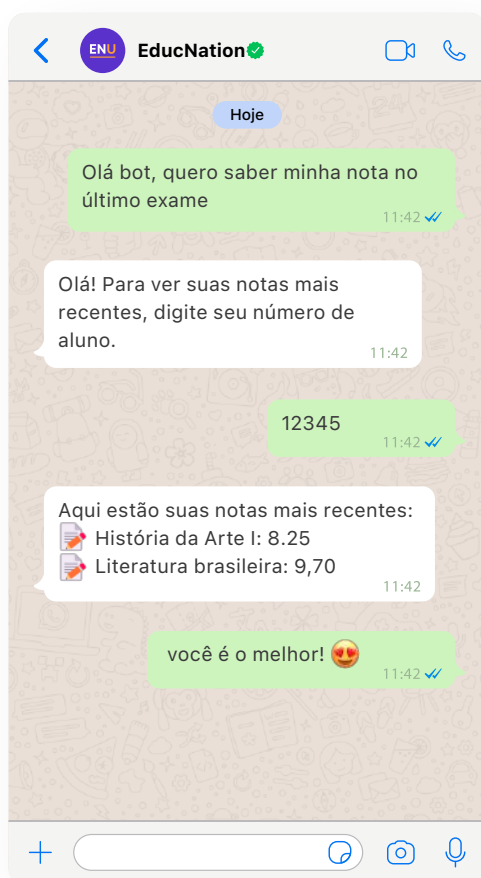 ENU
EducNation
Hoje
Olá bot, quero saber minha nota no
último exame
11:42
Olá! Para ver suas notas mais
recentes, digite seu número de
aluno.
11:42
12345
11:42
Aqui estão suas notas mais recentes:
📝 História da Arte I: 8.25
📝 Literatura brasileira: 9,70
11:42
você é o melhor! 😍
11:42